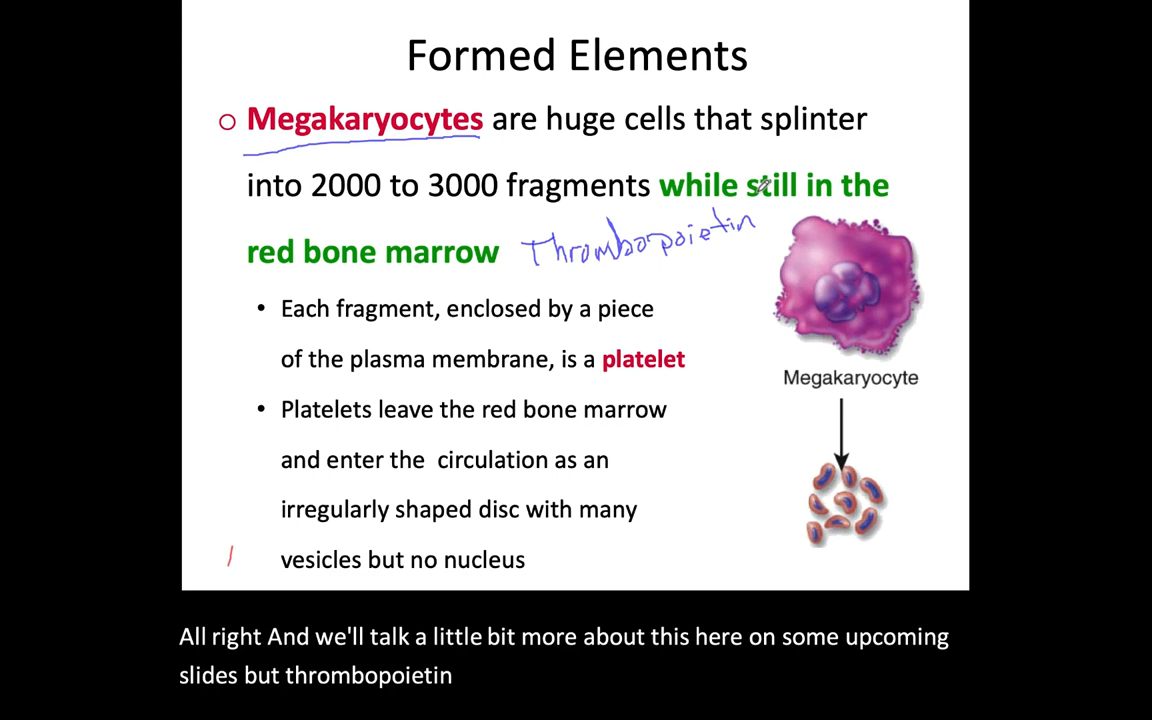 Formed Elements
Megakaryocytes are huge cells that splinter
into 2000 to 3000 fragments while still in the
red bone marrow Thrombopoietin
• Each fragment, enclosed by a piece
of the plasma membrane, is a platelet
Megakaryocyte
• Platelets leave the red bone marrow
and enter the circulation as an
irregularly shaped disc with many
vesicles but no nucleus
All right And we'll talk a little bit more about this here on some upcoming
slides but thrombopoietin